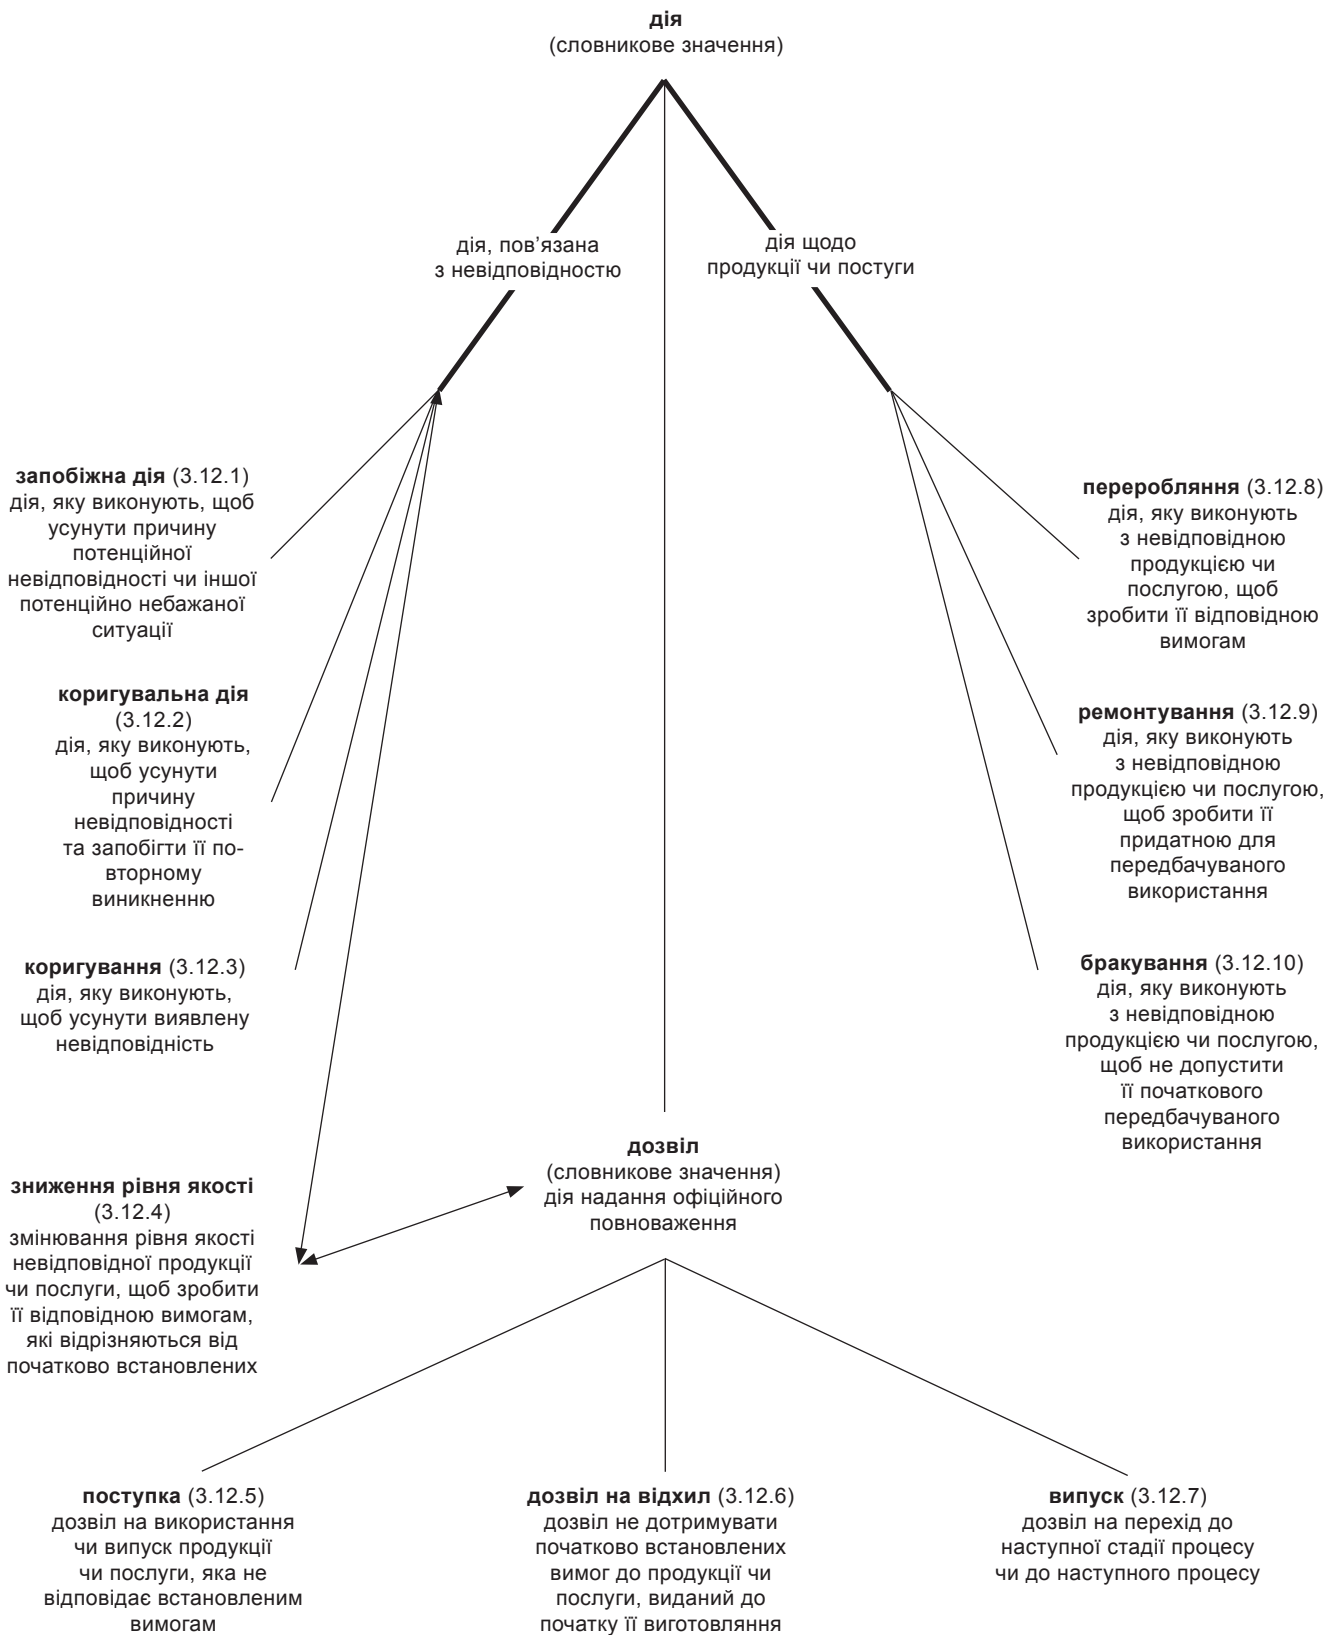 дія
(словникове значення)
дія, пов’язана
з невідповідністю
дія щодо
продукції чи постуги
запобіжна дія (3.12.1)
дія, яку виконують, щоб
усунути причину
потенційної
невідповідності чи іншої
потенційно небажаної
ситуації
коригувальна дія
(3.12.2)
дія, яку виконують,
щоб усунути
причину
невідповідності
та запобігти її по-
вторному
виникненню
коригування (3.12.3)
дія, яку виконують,
щоб усунути виявлену
невідповідність
зниження рівня якості
(3.12.4)
змінювання рівня якості
невідповідної продукції
чи послуги, щоб зробити
її відповідною вимогам,
які відрізняються від
початково встановлених
переробляння (3.12.8)
дія, яку виконують
з невідповідною
продукцією чи
послугою, щоб
зробити її відповідною
вимогам
ремонтування (3.12.9)
дія, яку виконують
з невідповідною
продукцією чи послугою,
щоб зробити її
придатною для
передбачуваного
використання
бракування (3.12.10)
дія, яку виконують
з невідповідною
продукцією чи послугою,
щоб не допустити
її початкового
передбачуваного
використання
дозвіл
(словникове значення)
дія надання офіційного
повноваження
поступка (3.12.5)
дозвіл на використання
чи випуск продукції
чи послуги, яка не
відповідає встановленим
вимогам
дозвіл на відхил (3.12.6)
дозвіл не дотримувати
початково встановлених
вимог до продукції чи
послуги, виданий до
початку її виготовляння
випуск (3.12.7)
дозвіл на перехід до
наступної стадії процесу
чи до наступного процесу